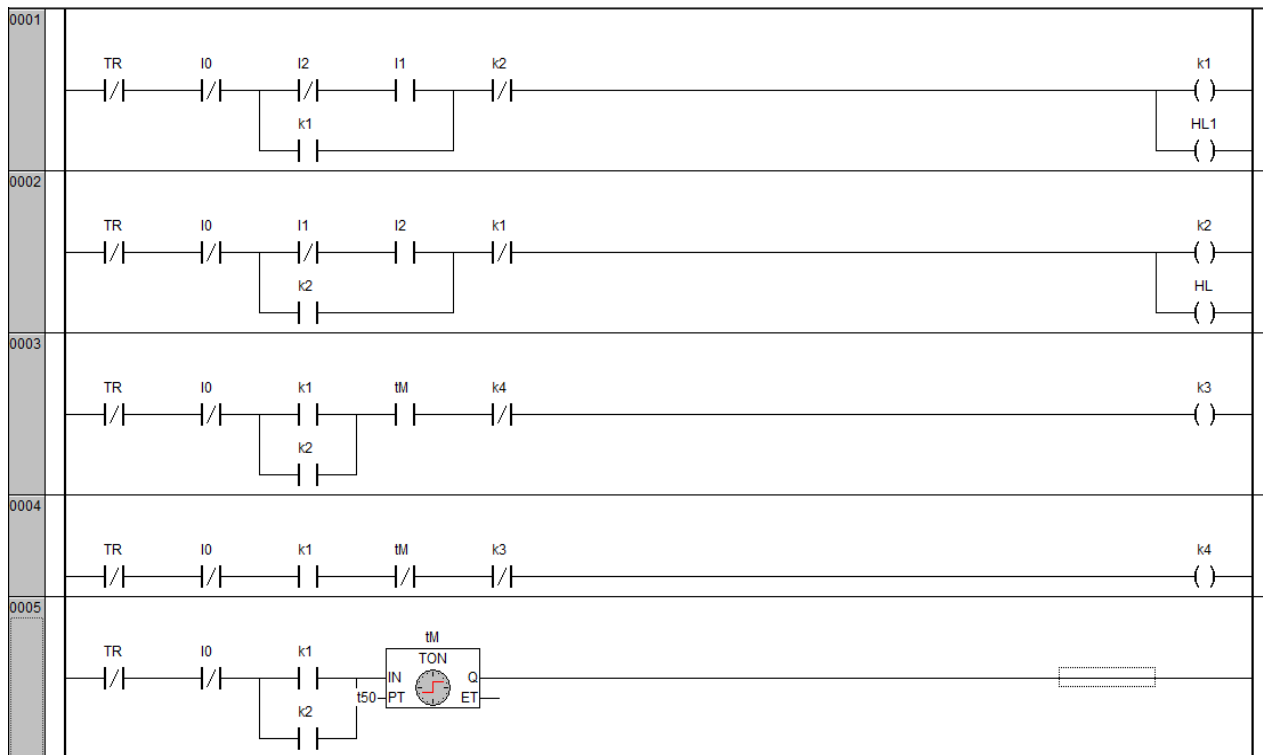 0001
TR I0 I2 I1 k2 k1
k1 HL1
0002
TR I0 I1 I2 k1 k2
k2 HL
0003
TR I0 k1 tM k4 k3
k2
0004
TR I0 k1 tM k3 k4
0005
tM
TR I0 k1 TON
IN Q
t50 PT ET
k2